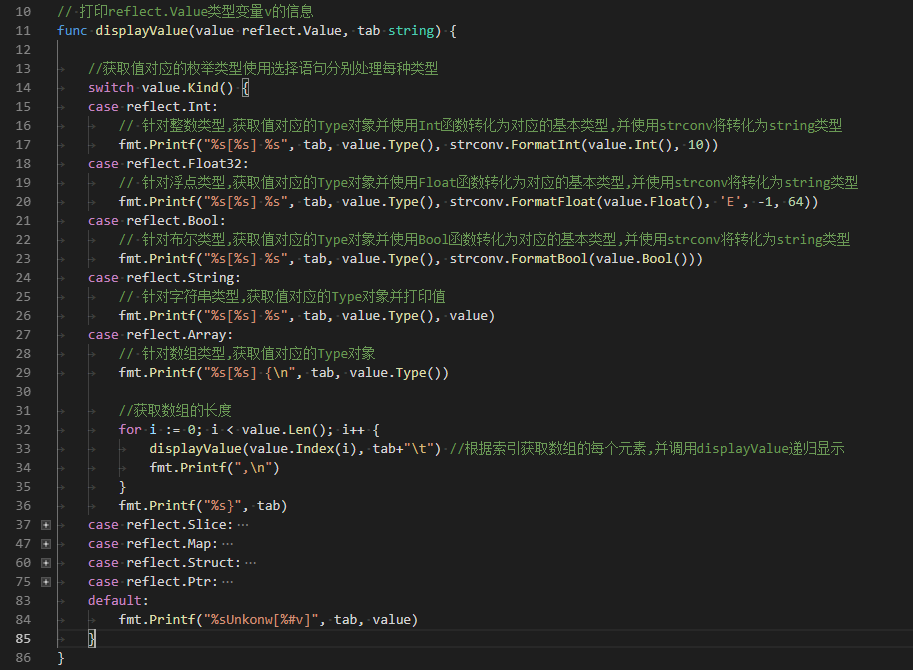 10 // 打印reflect.Value类型变量v的信息
11 func displayValue(value reflect.Value, tab string) {
12
13 //获取值对应的枚举类型使用选择语句分别处理每种类型
14 switch value.Kind() {
15 case reflect.Int:
16 // 针对整数类型,获取值对应的Type对象并使用Int函数转化为对应的基本类型,并使用strconv将转化为string类型
17 fmt.Printf("%s[%s] %s", tab, value.Type(), strconv.FormatInt(value.Int(), 10))
18 case reflect.Float32:
19 // 针对浮点类型,获取值对应的Type对象并使用Float函数转化为对应的基本类型,并使用strconv将转化为string类型
20 fmt.Printf("%s[%s] %s", tab, value.Type(), strconv.FormatFloat(value.Float(), 'E', -1, 64))
21 case reflect.Bool:
22 // 针对布尔类型,获取值对应的Type对象并使用Bool函数转化为对应的基本类型,并使用strconv将转化为string类型
23 fmt.Printf("%s[%s] %s", tab, value.Type(), strconv.FormatBool(value.Bool()))
24 case reflect.String:
25 // 针对字符串类型,获取值对应的Type对象并打印值
26 fmt.Printf("%s[%s] %s", tab, value.Type(), value)
27 case reflect.Array:
28 // 针对数组类型,获取值对应的Type对象
29 fmt.Printf("%s[%s] {\n", tab, value.Type())
30
31 //获取数组的长度
32 for i := 0; i < value.Len(); i++ {
33 displayValue(value.Index(i), tab+"\t") //根据索引获取数组的每个元素,并调用displayValue递归显示
34 fmt.Printf(",\n")
35 }
36 fmt.Printf("%s}", tab)
37 case reflect.Slice: ⋯
47 case reflect.Map: ⋯
60 case reflect.Struct: ⋯
75 case reflect.Ptr: ⋯
83 default:
84 fmt.Printf("%sUnkonw[%#v]", tab, value)
85 }
86 }